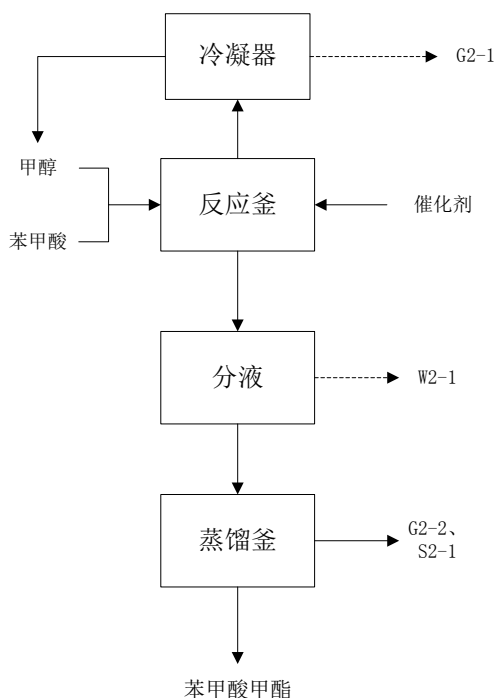 冷凝器
G2-1
甲醇
反应釜
催化剂
苯甲酸
分液
W2-1
蒸馏釜
G2-2、
S2-1
苯甲酸甲酯